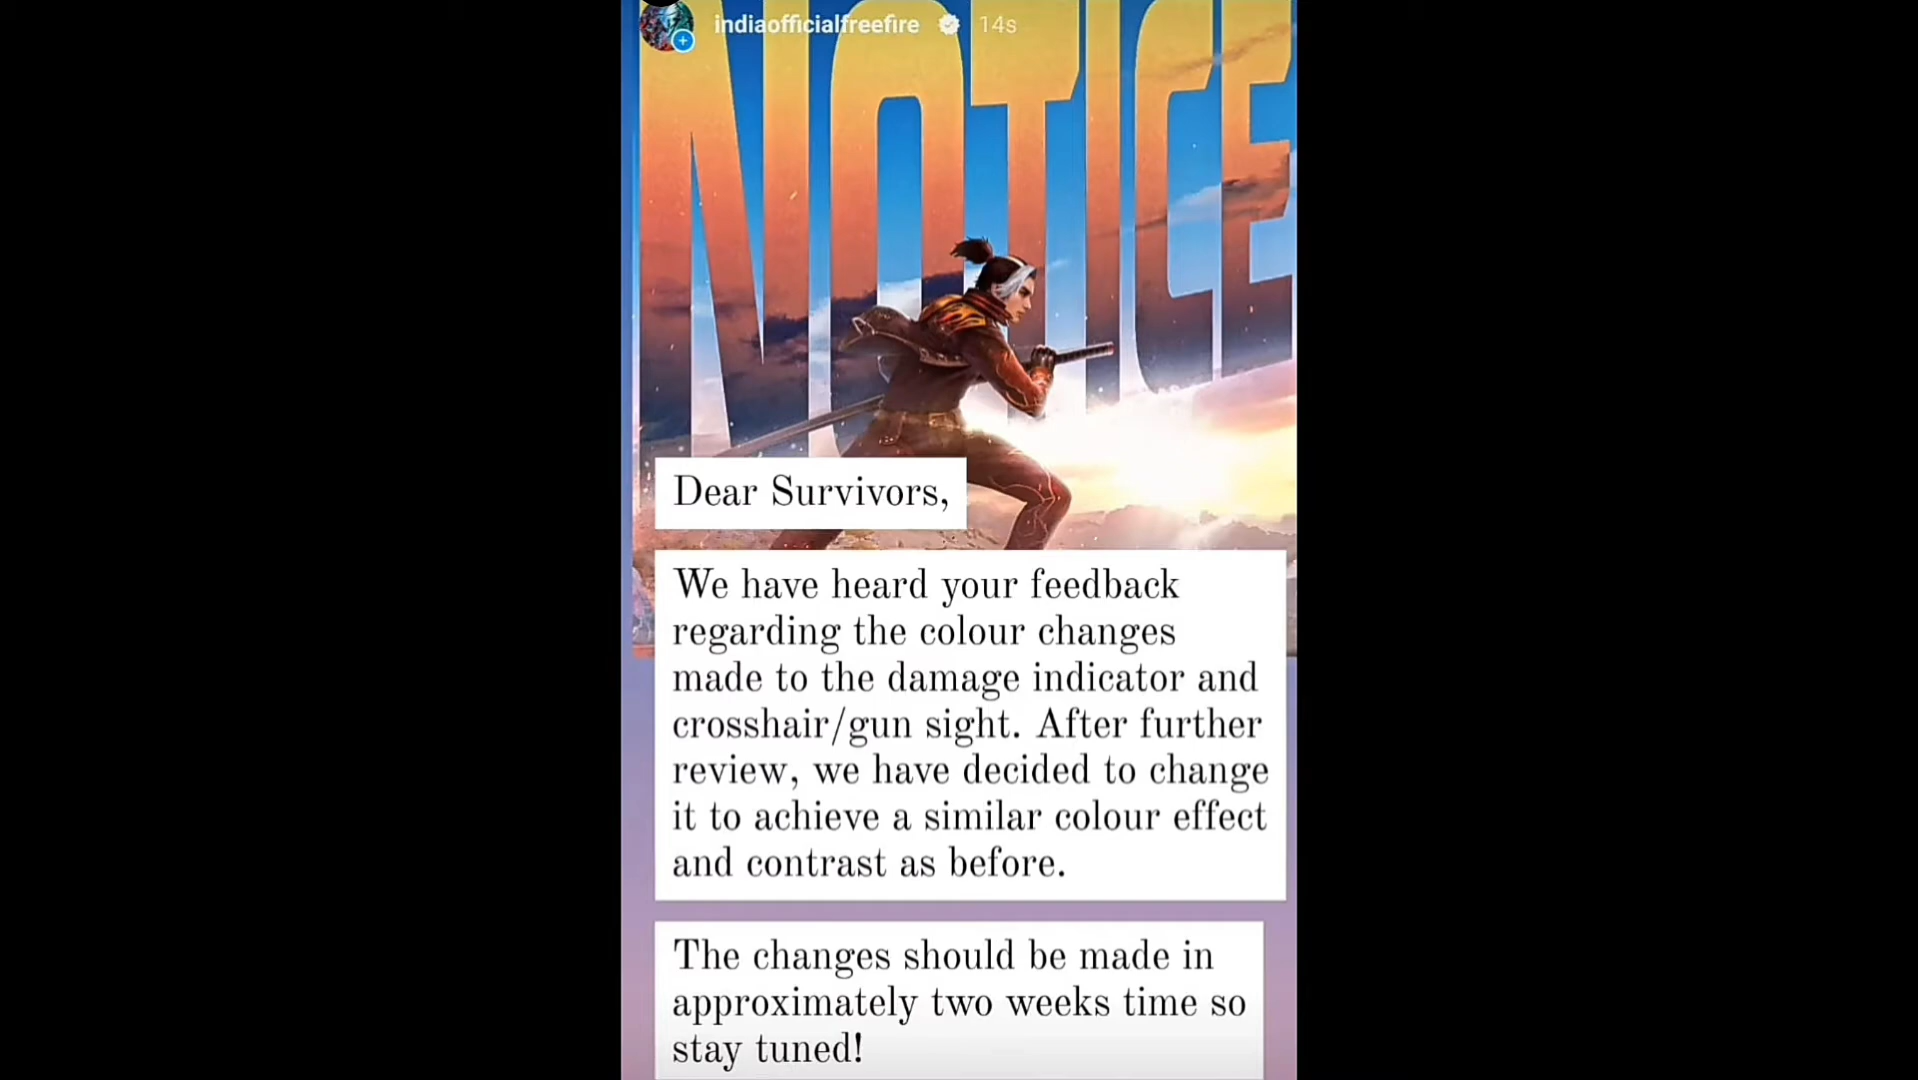 indiaofficialfreefire 14s
NOTICE
Dear Survivors,
We have heard your feedback
regarding the colour changes
made to the damage indicator and
crosshair/gun sight. After further
review, we have decided to change
it to achieve a similar colour effect
and contrast as before.
The changes should be made in
approximately two weeks time so
stay tuned!